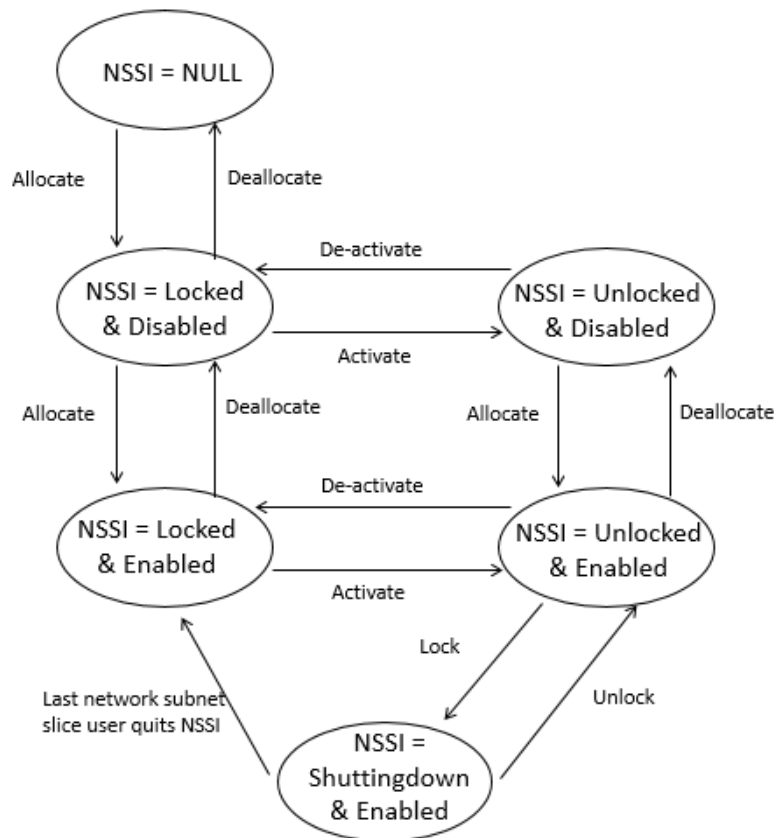 NSSI = NULL
Allocate
Deallocate
De-activate
NSSI = Locked
& Disabled
NSSI = Unlocked
& Disabled
Activate
Allocate
Deallocate
Allocate
Deallocate
De-activate
NSSI = Locked
& Enabled
NSSI = Unlocked
& Enabled
Activate
Lock
Last network subnet
slice user quits NSSI
Unlock
NSSI =
Shuttingdown
& Enabled